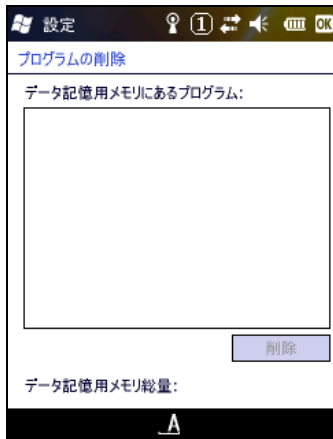 設定 1 OK
プログラムの削除
データ記憶用メモリにあるプログラム:
削除
データ記憶用メモリ総量:
A